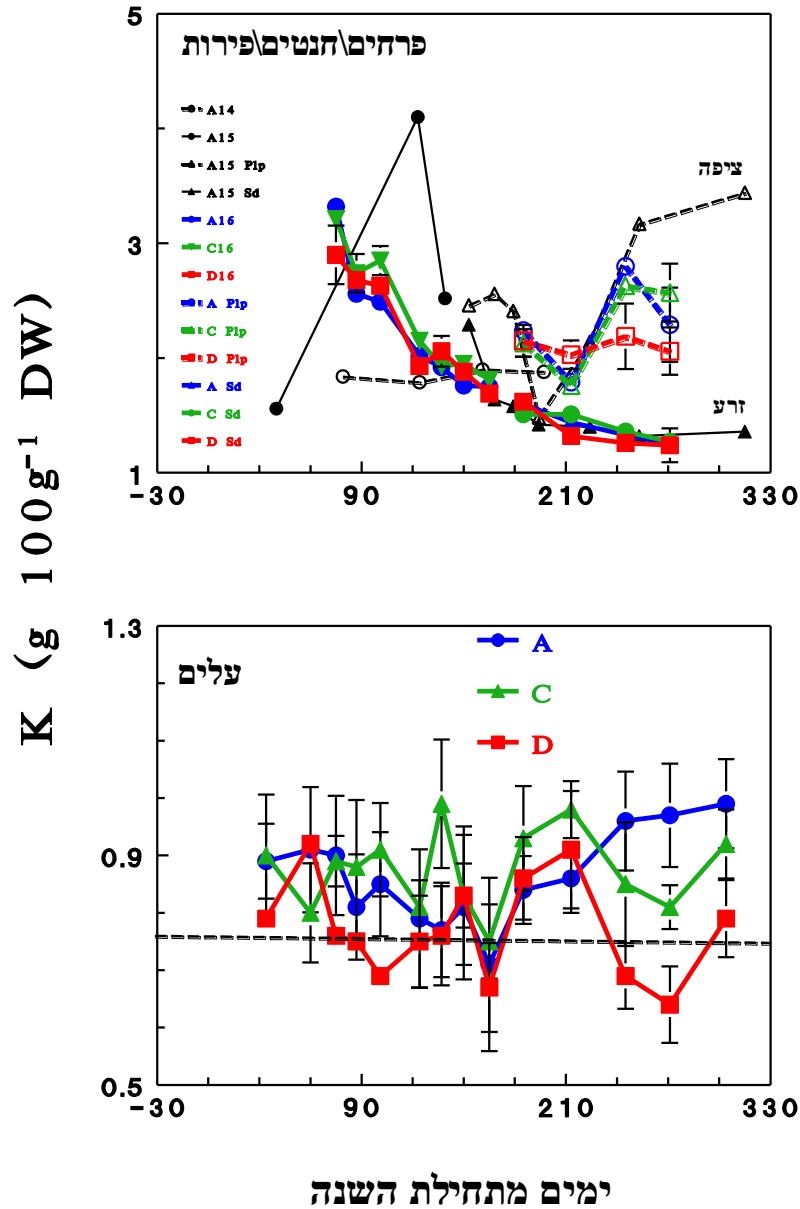 5
פרחים\חנטים\פירות
A14
A15
A15 Plp
A15 Sd
A16
C16
D16
A Plp
C Plp
D Plp
A Sd
C Sd
D Sd
ציפה
3
זרע
1
-30 90 210 330
K (g 100g⁻¹ DW)
1.3
עלים
A
C
D
0.9
0.5
-30 90 210 330
ימים מתחילת השנה